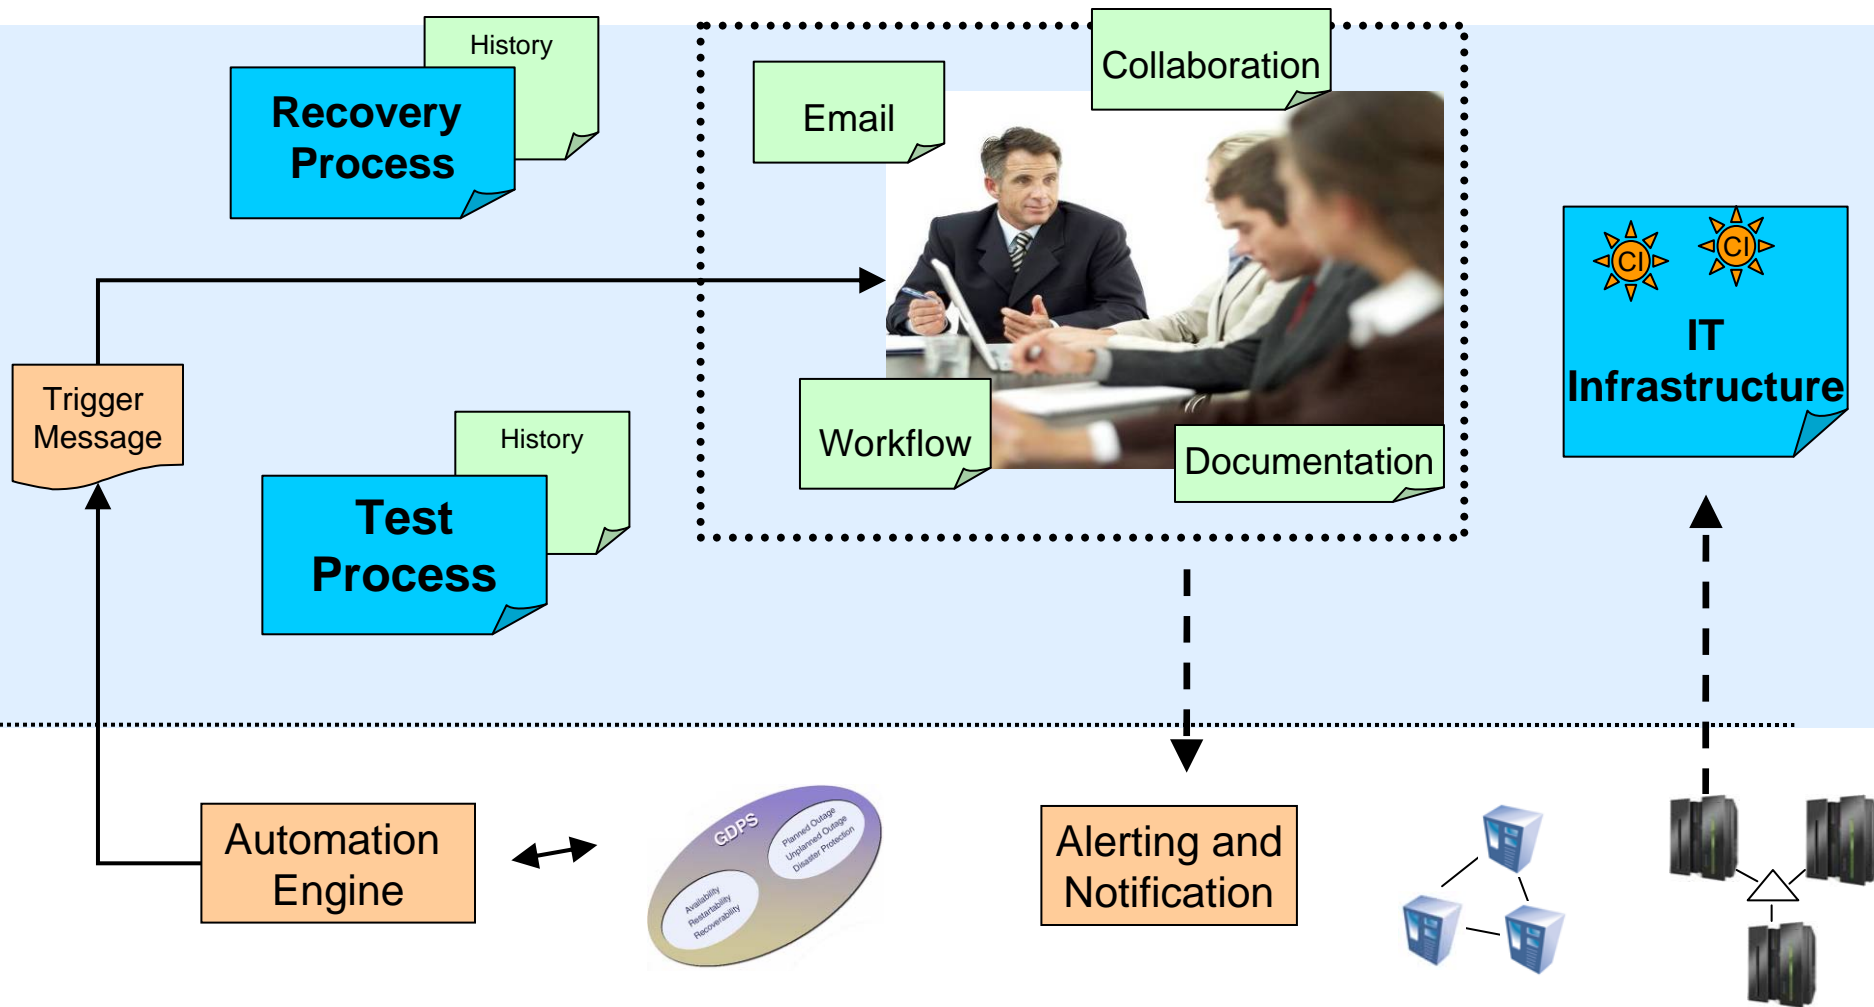 History
Recovery
Process
Email
Collaboration
CI
CI
IT
Infrastructure
Trigger
Message
History
Test
Process
Workflow
Documentation
Automation
Engine
GDPS
Planned Outage
Unplanned Outage
Disaster Protection
Availability
Restartability
Recoverability
Alerting and
Notification